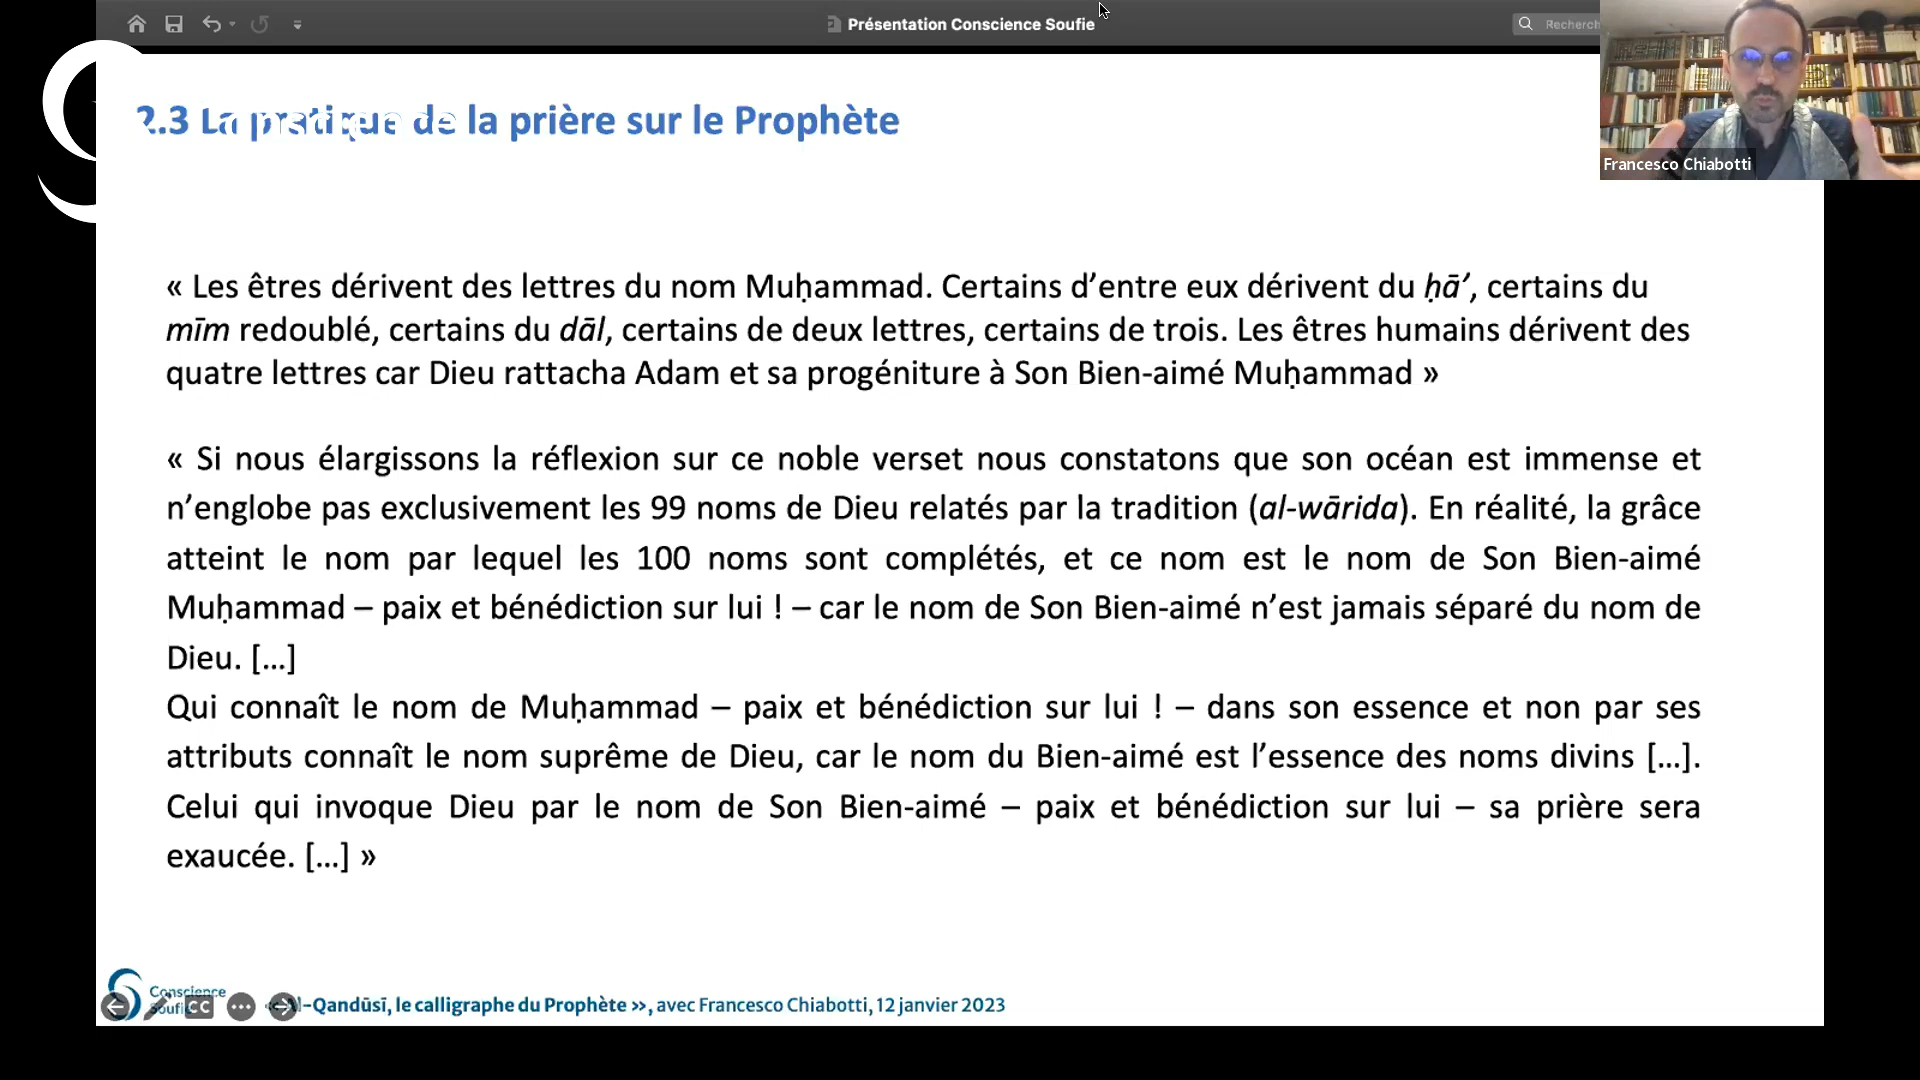 Présentation Conscience Soufie
Recherch
Francesco Chiabotti
2.3 La pratique de la prière sur le Prophète
« Les êtres dérivent des lettres du nom Muḥammad. Certains d’entre eux dérivent du ḥā’, certains du
mīm redoublé, certains du dāl, certains de deux lettres, certains de trois. Les êtres humains dérivent des
quatre lettres car Dieu rattacha Adam et sa progéniture à Son Bien-aimé Muḥammad »
« Si nous élargissons la réflexion sur ce noble verset nous constatons que son océan est immense et
n’englobe pas exclusivement les 99 noms de Dieu relatés par la tradition (al-wārida). En réalité, la grâce
atteint le nom par lequel les 100 noms sont complétés, et ce nom est le nom de Son Bien-aimé
Muḥammad – paix et bénédiction sur lui ! – car le nom de Son Bien-aimé n’est jamais séparé du nom de
Dieu. [...]
Qui connaît le nom de Muḥammad – paix et bénédiction sur lui ! – dans son essence et non par ses
attributs connaît le nom suprême de Dieu, car le nom du Bien-aimé est l’essence des noms divins [...].
Celui qui invoque Dieu par le nom de Son Bien-aimé – paix et bénédiction sur lui – sa prière sera
exaucée. [...] »
Conscience
Soufie
CC
« Al-Qandūsī, le calligraphe du Prophète », avec Francesco Chiabotti, 12 janvier 2023